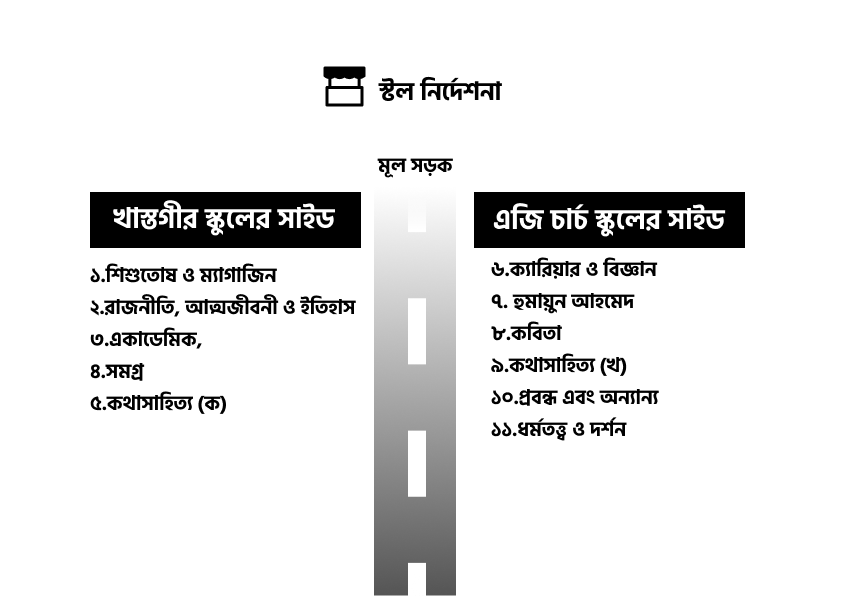 স্টল নির্দেশনা
মূল সড়ক
খাস্তগীর স্কুলের সাইড
১.শিশুতোষ ও ম্যাগাজিন
২.রাজনীতি, আত্মজীবনী ও ইতিহাস
৩.একাডেমিক,
৪.সমগ্র
৫.কথাসাহিত্য (ক)
এজি চার্চ স্কুলের সাইড
৬.ক্যারিয়ার ও বিজ্ঞান
৭. হুমায়ুন আহমেদ
৮.কবিতা
৯.কথাসাহিত্য (খ)
১০.প্রবন্ধ এবং অন্যান্য
১১.ধর্মতত্ত্ব ও দর্শন